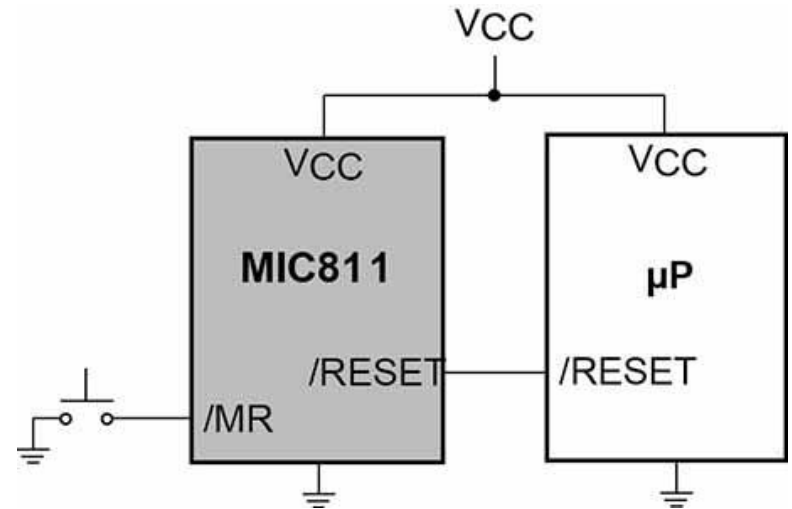 VCC
VCC
VCC
MIC811
µP
/RESET
/RESET
/MR